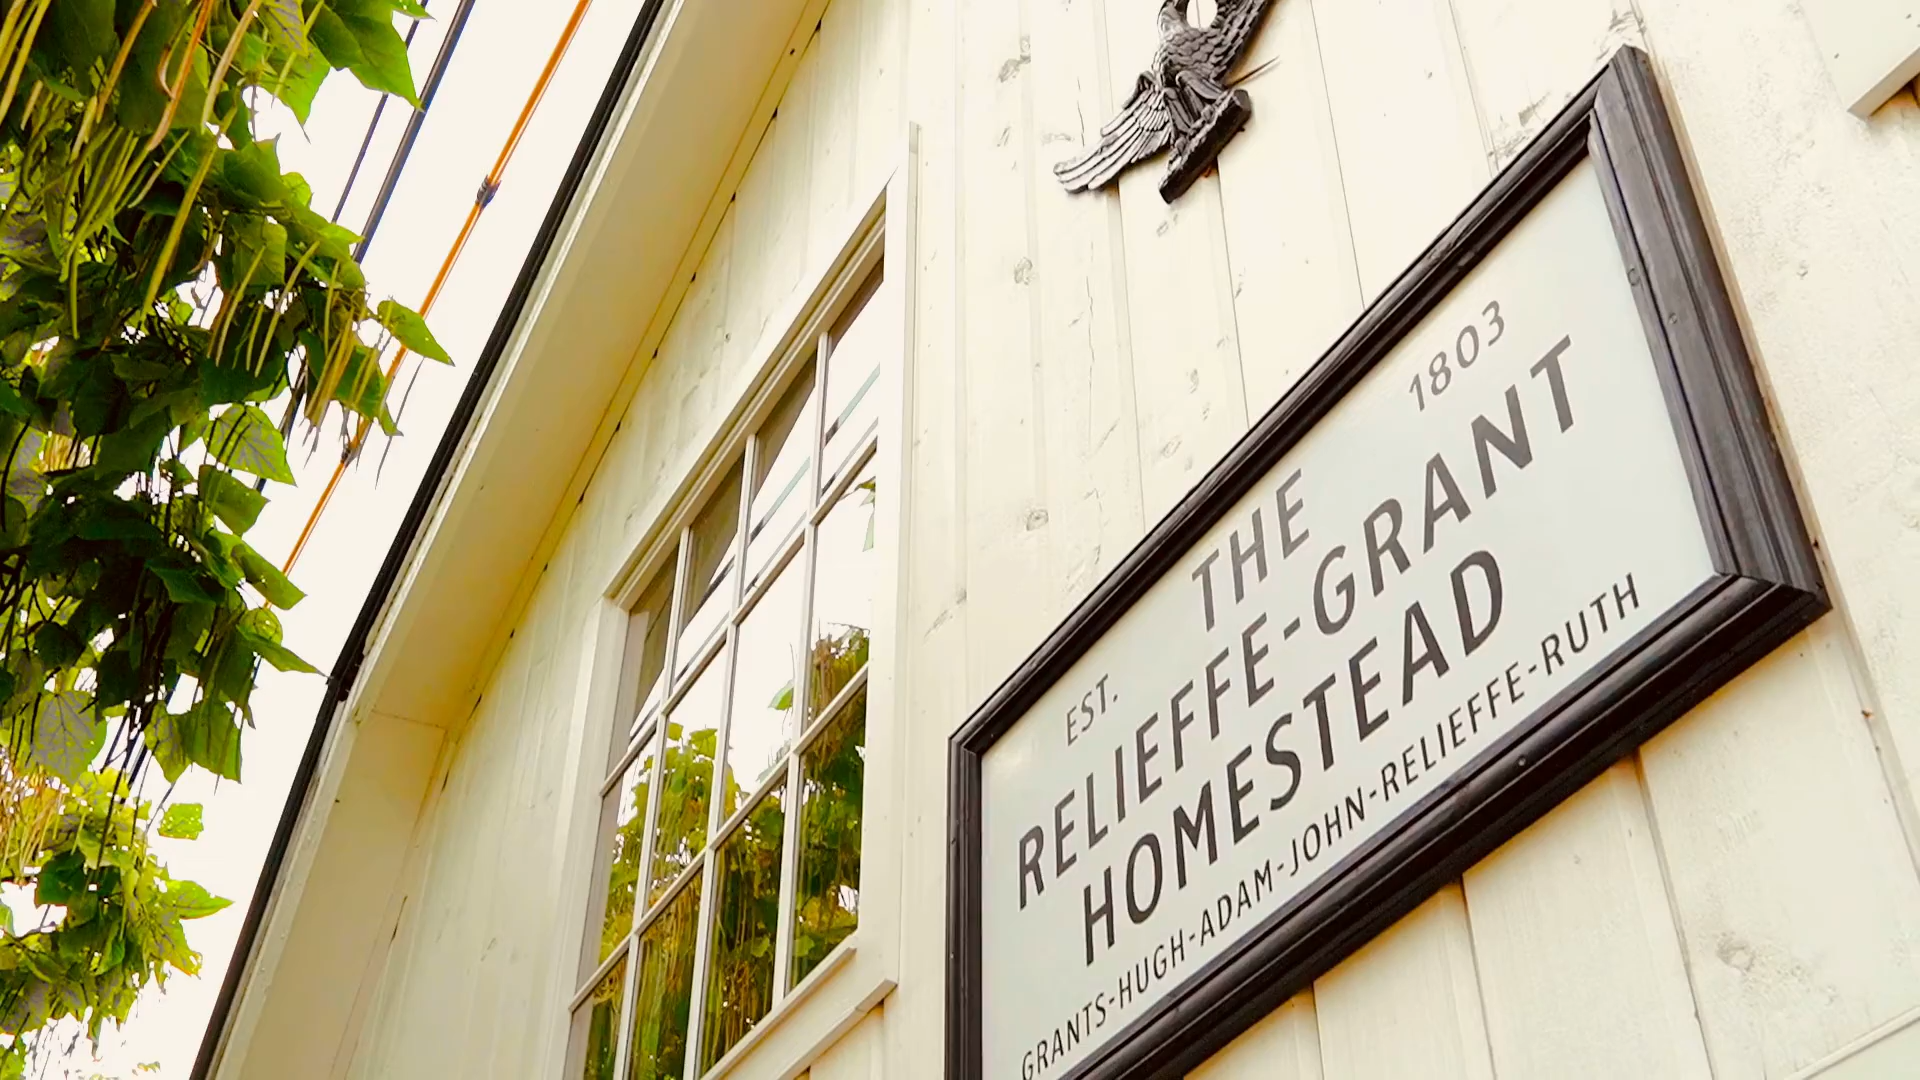 EST. 1803
THE
RELIEFFE-GRANT
HOMESTEAD
GRANTS-HUGH-ADAM-JOHN-RELIEFFE-RUTH